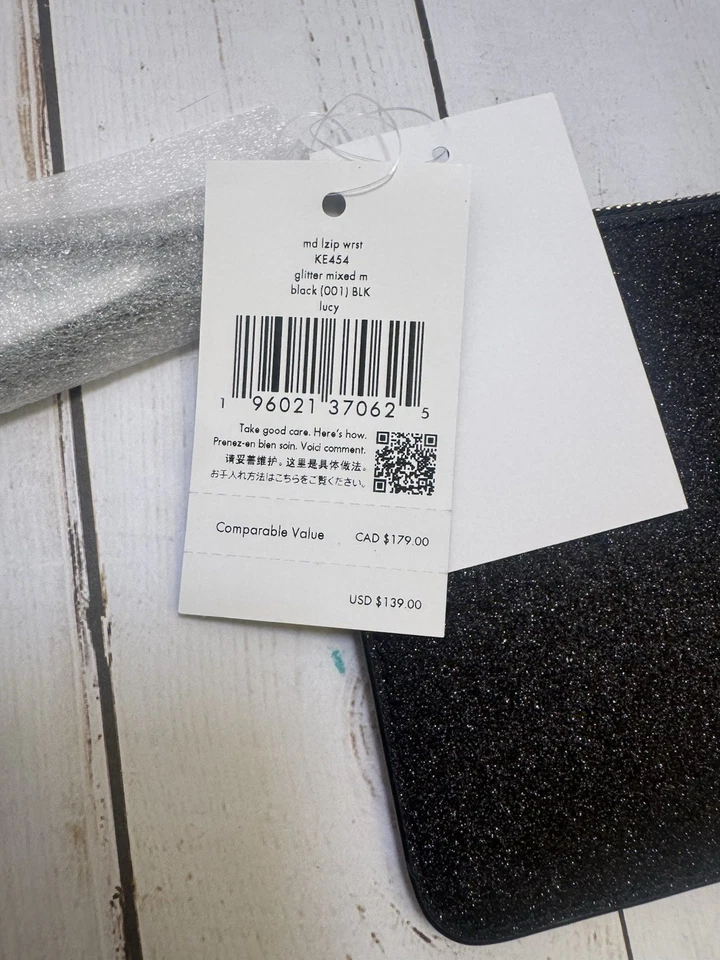 md lzip wrst
KE454
glitter mixed m
black (001) BLK
lucy
1 96021 37062 5
Take good care. Here's how.
Prenez-en bien soin. Voici comment.
请妥善维护。这里是具体做法。
お手入れ方法はこちらをご覧ください。
Comparable Value CAD $179.00
USD $139.00